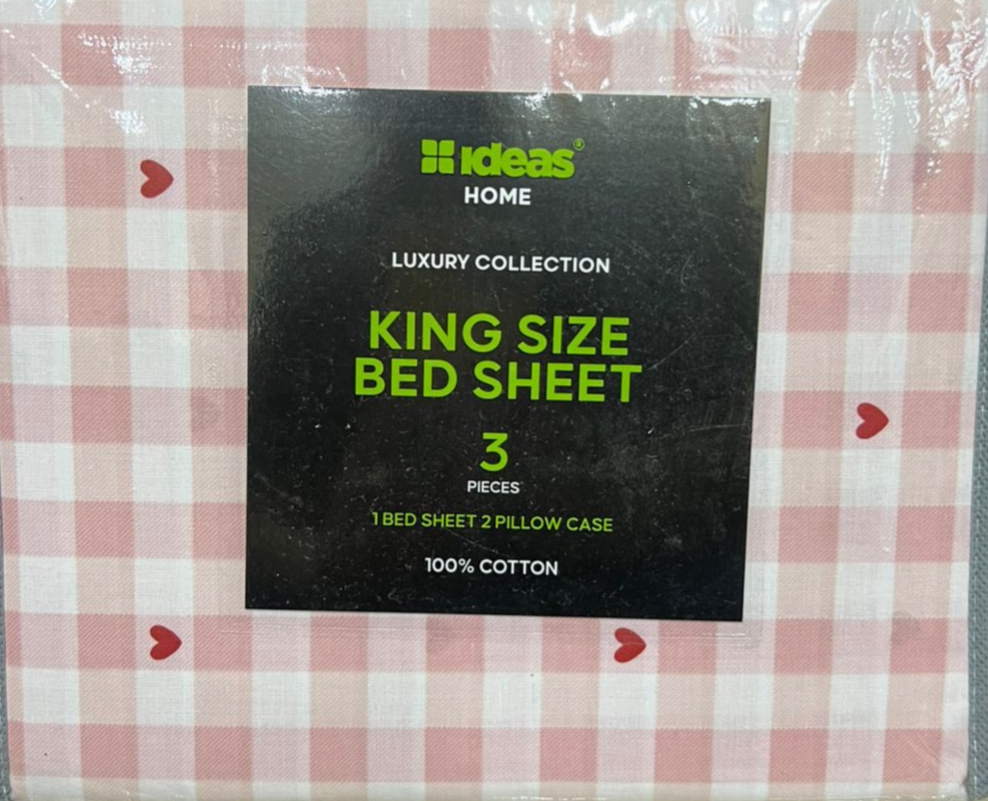 ideas®
HOME
LUXURY COLLECTION
KING SIZE
BED SHEET
3
PIECES
1 BED SHEET 2 PILLOW CASE
100% COTTON